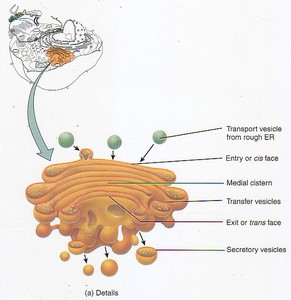 Transport vesicle
from rough ER
Entry or cis face
Medial cistern
Transfer vesicles
Exit or trans face
Secretory vesicles
(a) Details